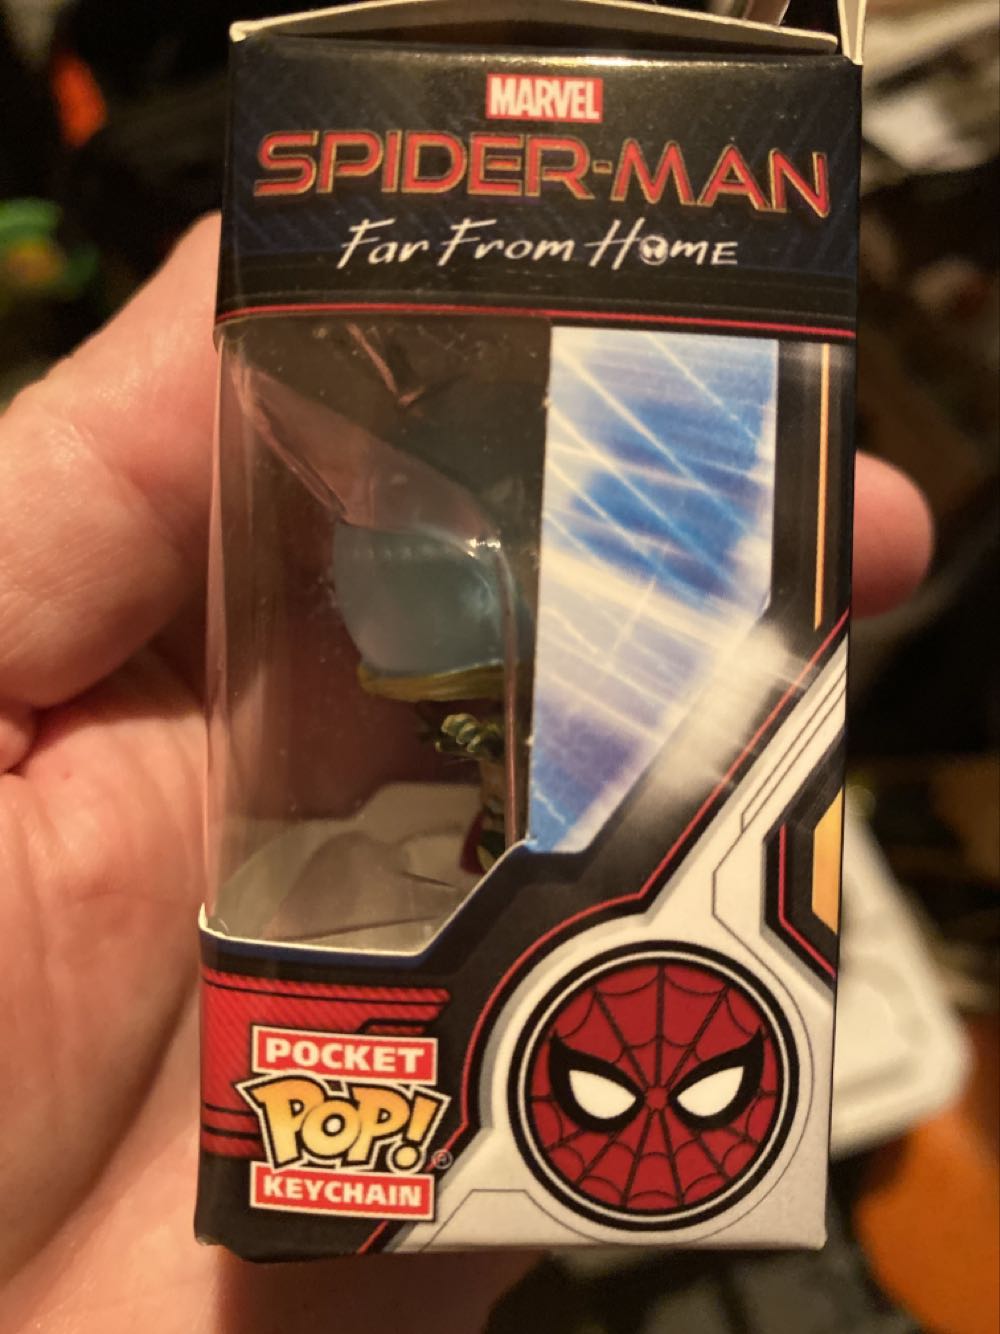 MARVEL
SPIDER-MAN
Far From Home
POCKET
POP!®
KEYCHAIN